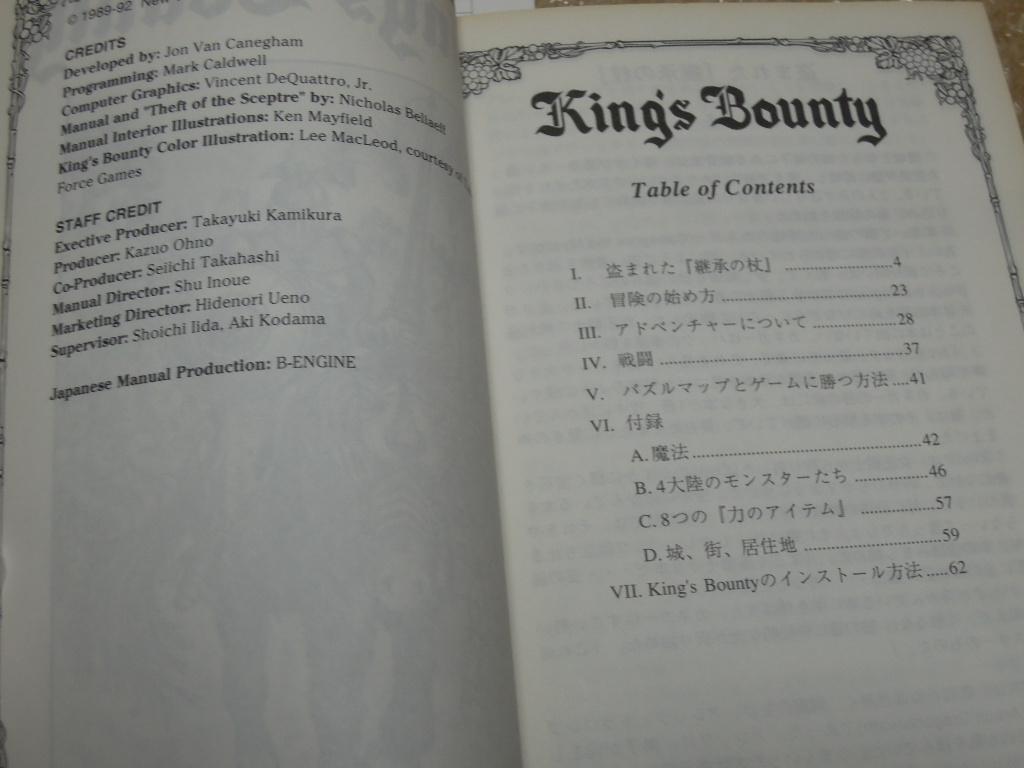 © 1989-92 New
CREDITS
Developed by: Jon Van Canegham
Programming: Mark Caldwell
Computer Graphics: Vincent DeQuattro, Jr.
Manual and "Theft of the Sceptre" by: Nicholas Beliaeff
Manual Interior Illustrations: Ken Mayfield
King's Bounty Color Illustration: Lee MacLeod, courtesy of
Force Games
STAFF CREDIT
Exective Producer: Takayuki Kamikura
Producer: Kazuo Ohno
Co-Producer: Seiichi Takahashi
Manual Director: Shu Inoue
Marketing Director: Hidenori Ueno
Supervisor: Shoichi Iida, Aki Kodama
Japanese Manual Production: B-ENGINE
King's Bounty
Table of Contents
I. 盗まれた『継承の杖』 ........................4
II. 冒険の始め方 ......................................23
III. アドベンチャーについて ...................28
IV. 戦闘 ......................................................37
V. パズルマップとゲームに勝つ方法 ....41
VI. 付録
A. 魔法....................................................42
B. 4大陸のモンスターたち .................46
C. 8つの『力のアイテム』 .................57
D. 城、街、居住地 ...............................59
VII. King's Bountyのインストール方法 .....62